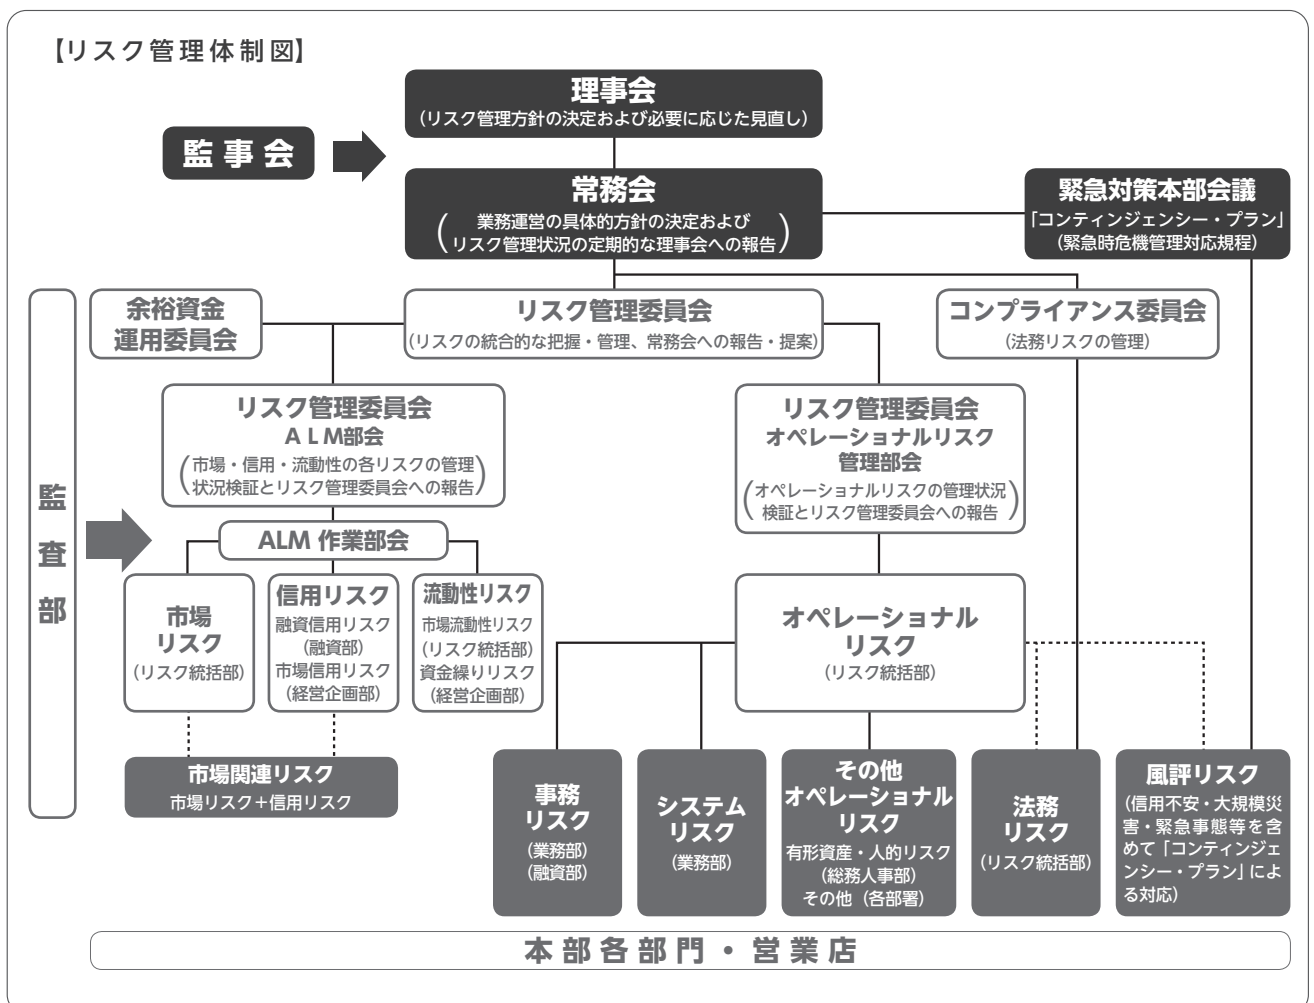 【リスク管理体制図】
理事会
（リスク管理方針の決定および必要に応じた見直し）
監事会
常務会
（業務運営の具体的方針の決定および
リスク管理状況の定期的な理事会への報告）
緊急対策本部会議
「コンティンジェンシー・プラン」
（緊急時危機管理対応規程）
監査部
余裕資金
運用委員会
リスク管理委員会
（リスクの統合的な把握・管理、常務会への報告・提案）
コンプライアンス委員会
（法務リスクの管理）
リスク管理委員会
ＡＬＭ部会
（市場・信用・流動性の各リスクの管理
状況検証とリスク管理委員会への報告）
リスク管理委員会
オペレーショナルリスク
管理部会
（オペレーショナルリスクの管理状況
検証とリスク管理委員会への報告）
ALM 作業部会
市場
リスク
（リスク統括部）
信用リスク
融資信用リスク
（融資部）
市場信用リスク
（経営企画部）
流動性リスク
市場流動性リスク
（リスク統括部）
資金繰りリスク
（経営企画部）
オペレーショナル
リスク
（リスク統括部）
市場関連リスク
市場リスク＋信用リスク
事務
リスク
（業務部）
（融資部）
システム
リスク
（業務部）
その他
オペレーショナル
リスク
有形資産・人的リスク
（総務人事部）
その他（各部署）
法務
リスク
（リスク統括部）
風評リスク
（信用不安・大規模災
害・緊急事態等を含
めて「コンティンジェ
ンシー・プラン」によ
る対応）
本部各部門・営業店